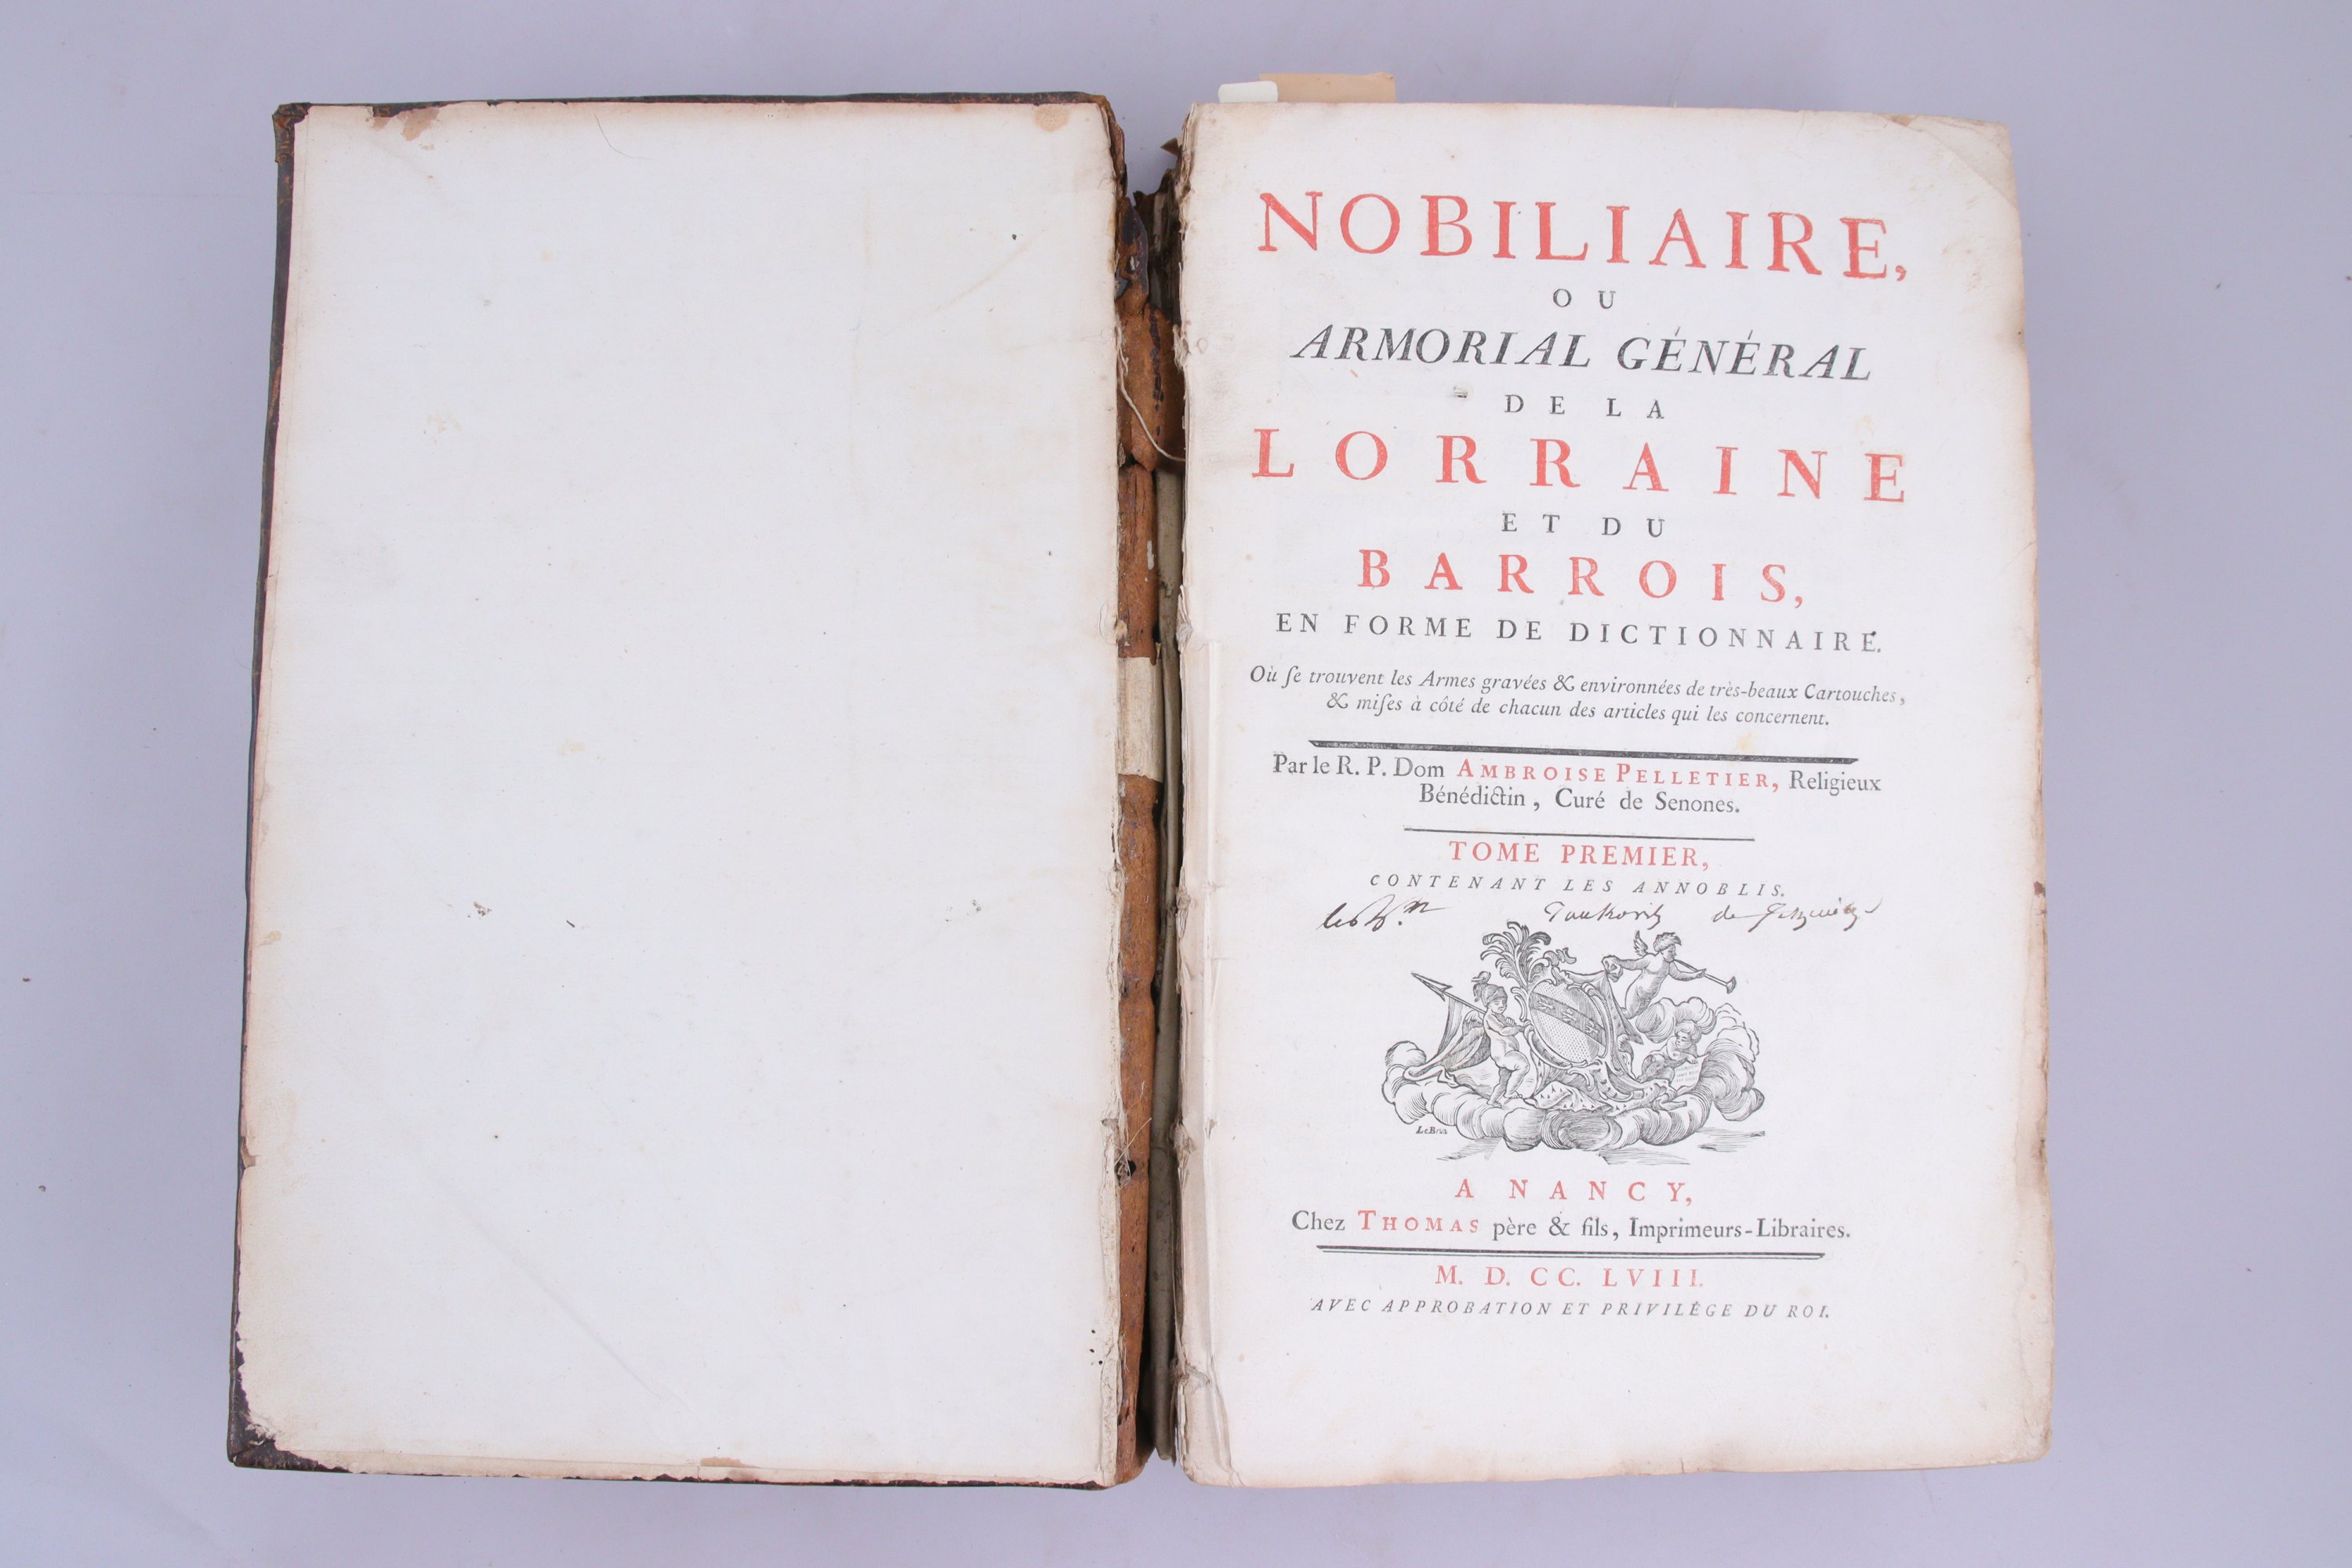 NOBILIAIRE,
OU
ARMORIAL GÉNÉRAL
DE LA
LORRAINE
ET DU
BARROIS,
EN FORME DE DICTIONNAIRE.
Où ſe trouvent les Armes gravées & environnées de très-beaux Cartouches,
& miſes à côté de chacun des articles qui les concernent.
Par le R. P. Dom AMBROISE PELLETIER, Religieux
Bénédictin, Curé de Senones.
TOME PREMIER,
CONTENANT LES ANNOBLIS.
de
A NANCY,
Chez THOMAS père & fils, Imprimeurs-Libraires.
M. D. CC. LVIII.
AVEC APPROBATION ET PRIVILÉGE DU ROI.